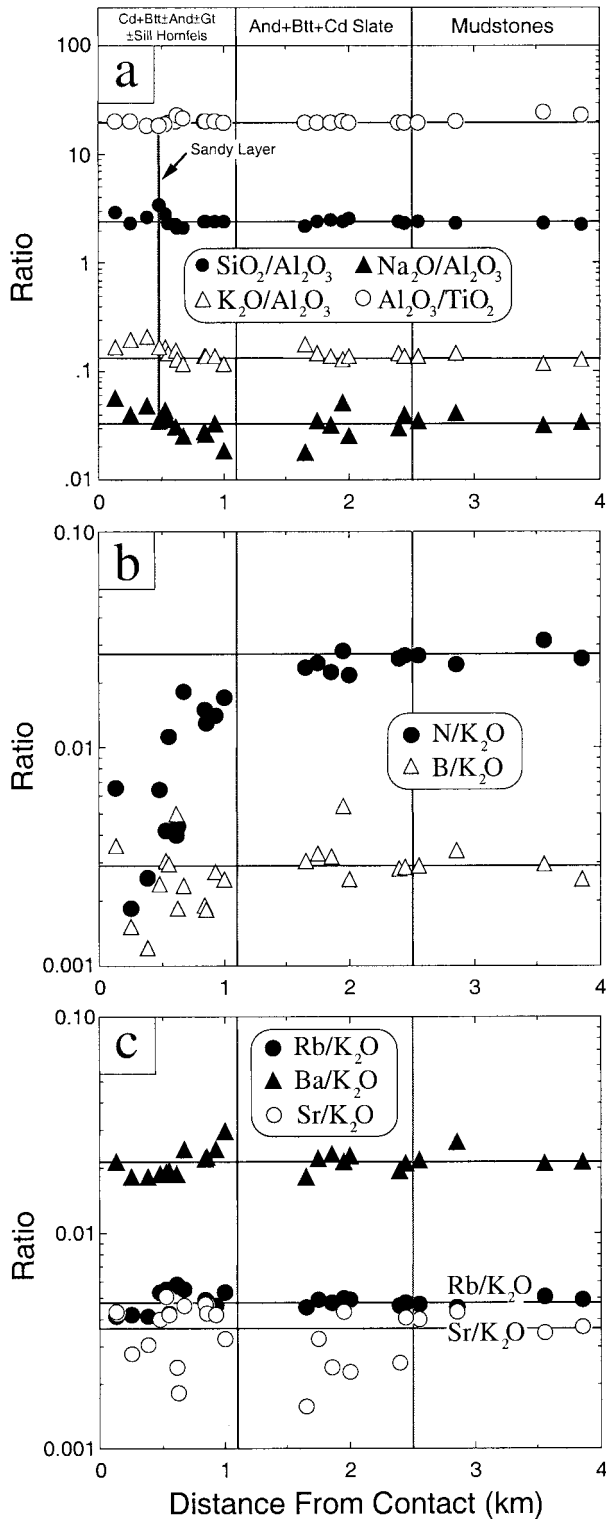 Cd+Btt±And±Gt
±Sill Hornfels
And+Btt+Cd Slate
Mudstones
100
a
10
Sandy Layer
1
Ratio
SiO₂/Al₂O₃ Na₂O/Al₂O₃
K₂O/Al₂O₃ Al₂O₃/TiO₂
.1
.01
0 1 2 3 4
0.10
b
Ratio
0.01
N/K₂O
B/K₂O
0.001
0 1 2 3 4
0.10
c
Rb/K₂O
Ba/K₂O
Sr/K₂O
Ratio
0.01
Rb/K₂O
Sr/K₂O
0.001
0 1 2 3 4
Distance From Contact (km)